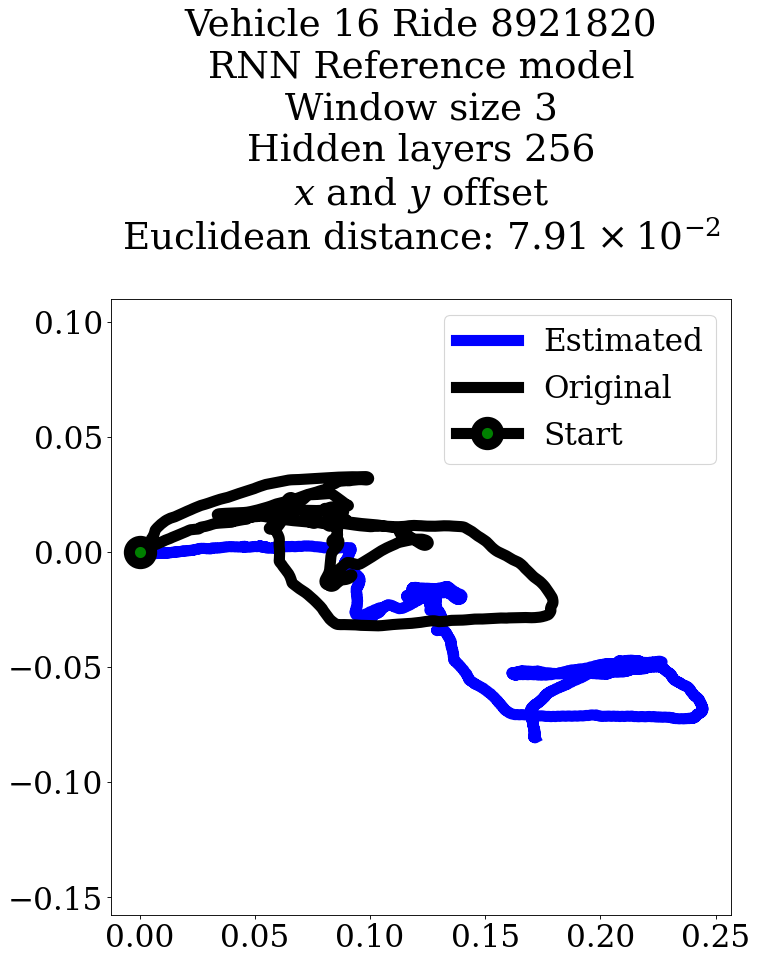 Vehicle 16 Ride 8921820
RNN Reference model
Window size 3
Hidden layers 256
x and y offset
Euclidean distance: 7.91 × 10⁻²
Estimated
Original
Start
0.10
0.05
0.00
−0.05
−0.10
−0.15
0.00 0.05 0.10 0.15 0.20 0.25